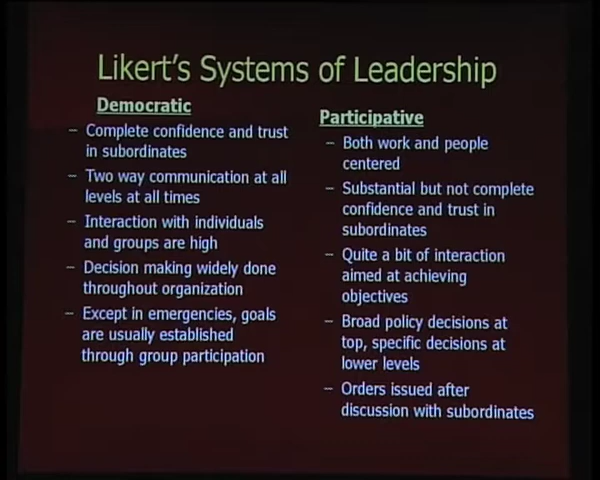 Likert's Systems of Leadership
Democratic
– Complete confidence and trust
in subordinates
– Two way communication at all
levels at all times
– Interaction with individuals
and groups are high
– Decision making widely done
throughout organization
– Except in emergencies, goals
are usually established
through group participation
Participative
– Both work and people
centered
– Substantial but not complete
confidence and trust in
subordinates
– Quite a bit of interaction
aimed at achieving
objectives
– Broad policy decisions at
top, specific decisions at
lower levels
– Orders issued after
discussion with subordinates